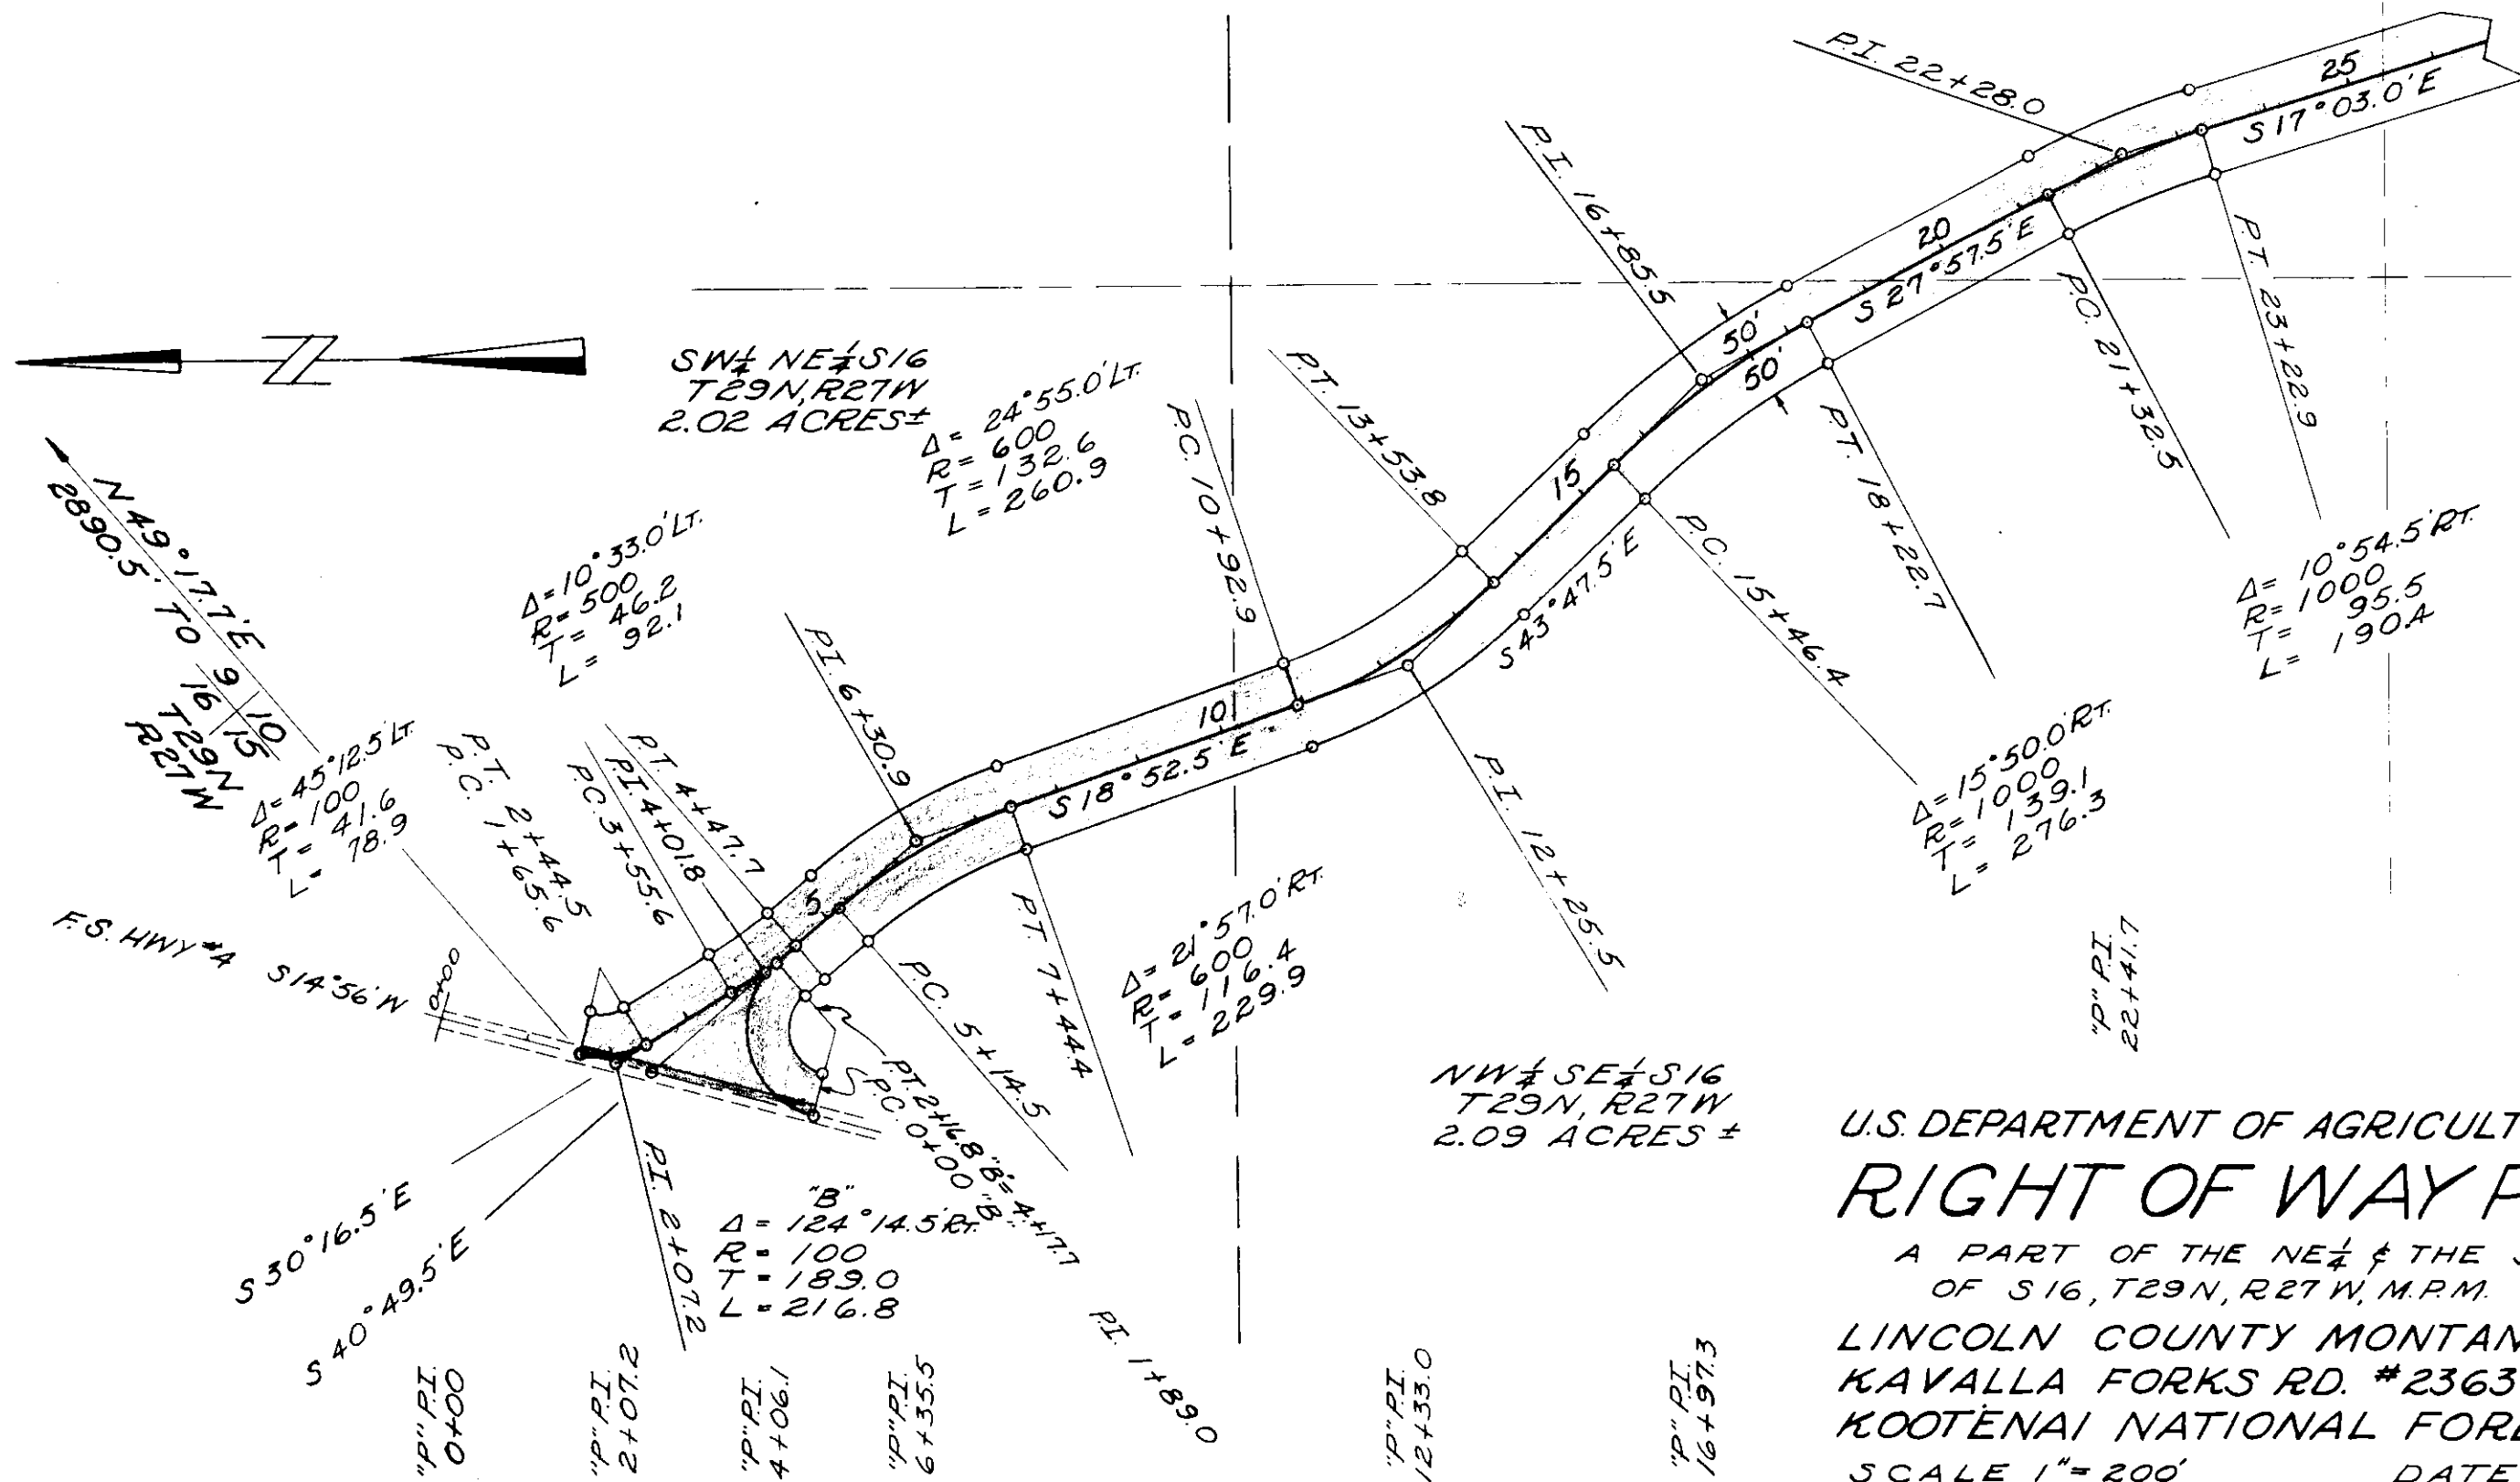 P.I. 22+28.0
25
S 17°03.0'E
P.I. 16+85.5
20
S 27°57.5'E
P.T. 23+22.9
P.C. 21+32.5
50'
50'
SW¼ NE¼ S16
T29N, R27W
2.02 ACRES±
Δ= 24°55.0' LT.
R= 600
T= 132.6
L= 260.9
P.T. 13+53.8
P.C. 10+92.9
15
P.T. 18+22.7
P.C. 15+46.4
S 43°47.5'E
Δ= 10°54.5' RT.
R= 1000
T= 95.5
L= 190.4
N 49°17.7'E
2890.5' TO
9 10
16 15
T29N
R27W
Δ= 10°33.0' LT.
R= 500
T= 46.2
L= 92.1
P.I. 6+30.9
10
S 18°52.5'E
P.I. 12+25.5
Δ= 15°50.0' RT.
R= 1000
T= 139.1
L= 276.3
Δ= 45°12.5 LT.
R= 100
T= 41.6
L= 78.9
P.T. 2+44.5
P.C. 1+65.6
P.C. 3+55.6
P.I. 4+01.8
P.T. 4+47.7
5
P.T. 7+44.4
P.C. 5+14.5
Δ= 21°57.0' RT.
R= 600
T= 116.4
L= 229.9
F.S. HWY #4 S14°56'W
0+00
"P" P.I.
22+41.7
NW¼ SE¼ S16
T29N, R27W
2.09 ACRES ±
P.T. 2+16.8 "B"= 4+17.7
P.C. 0+00 "B"
P.I. 2+07.2
S 30°16.5'E
S 40°49.5'E
"B"
Δ = 124°14.5' RT.
R = 100
T = 189.0
L = 216.8
P.I. 1+89.0
U.S. DEPARTMENT OF AGRICULT
RIGHT OF WAY P
A PART OF THE NE¼ & THE S
OF S16, T29N, R27W, M.P.M.
LINCOLN COUNTY MONTAN
KAVALLA FORKS RD. #2363
KOOTENAI NATIONAL FORE
SCALE 1"= 200' DATE
"P" P.I.
0+00
"P" P.I.
2+07.2
"P" P.I.
4+06.1
"P" P.I.
6+35.5
"P" P.I.
12+33.0
"P" P.I.
16+97.3